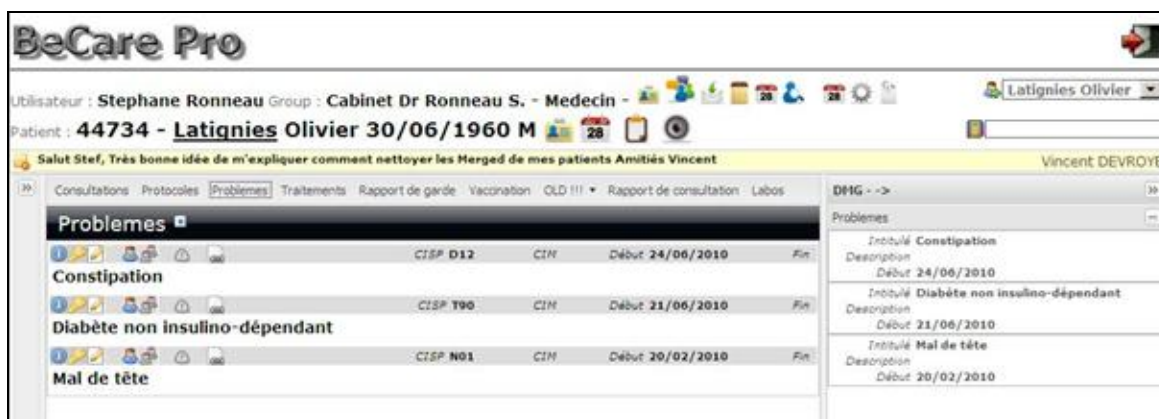 BeCare Pro
Utilisateur : Stephane Ronneau Group : Cabinet Dr Ronneau S. - Medecin -
Latignies Olivier
Patient : 44734 - Latignies Olivier 30/06/1960 M
Salut Stef, Très bonne idée de m'expliquer comment nettoyer les Merged de mes patients Amitiés Vincent
Vincent DEVROYE
Consultations Protocoles Problemes Traitements Rapport de garde Vaccination OLD !!! Rapport de consultation Labos
Problemes
CISP D12 CIM Début 24/06/2010 Fin
Constipation
CISP T90 CIM Début 21/06/2010 Fin
Diabète non insulino-dépendant
CISP N01 CIM Début 20/02/2010 Fin
Mal de tête
DMG - ->
Problemes
Intitulé Constipation
Description
Début 24/06/2010
Intitulé Diabète non insulino-dépendant
Description
Début 21/06/2010
Intitulé Mal de tête
Description
Début 20/02/2010